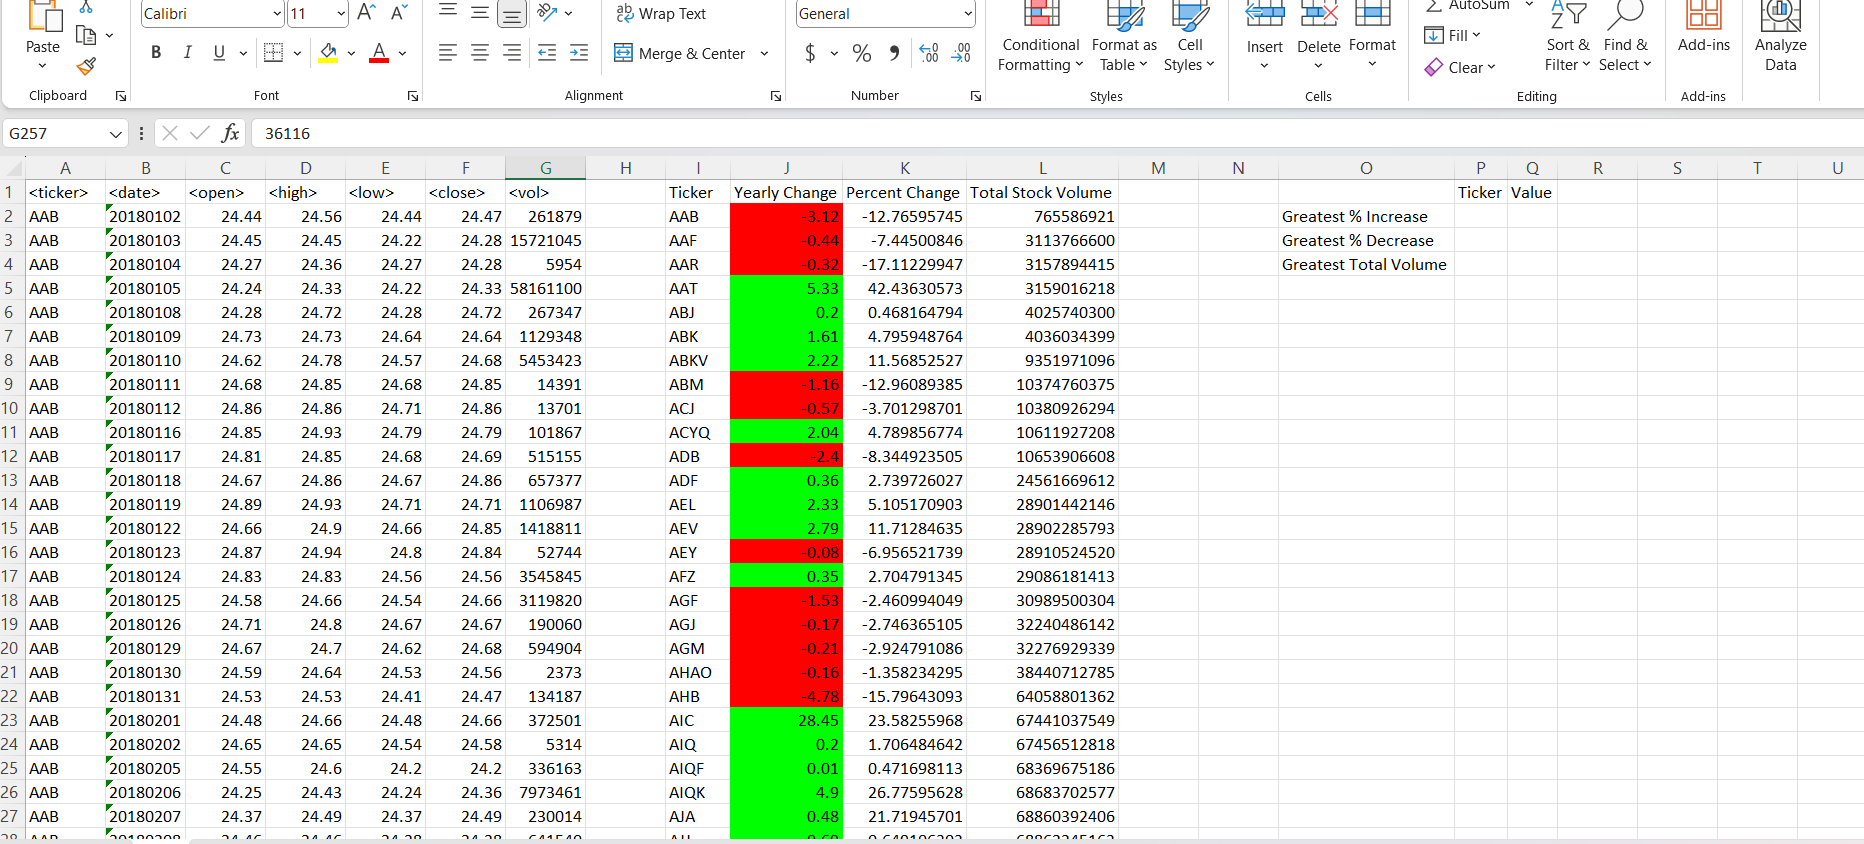 Calibri 11 A^ A˅ Wrap Text General AutoSum
Paste B I U A Merge & Center $ % Conditional Formatting Format as Table Cell Styles Insert Delete Format Fill Clear Sort & Filter Find & Select Add-ins Analyze Data
Clipboard Font Alignment Number Styles Cells Editing Add-ins
G257 fx 36116
A B C D E F G H I J K L M N O P Q R S T U
1 <ticker> <date> <open> <high> <low> <close> <vol> Ticker Yearly Change Percent Change Total Stock Volume Ticker Value
2 AAB 20180102 24.44 24.56 24.44 24.47 261879 AAB -3.12 -12.76595745 765586921 Greatest % Increase
3 AAB 20180103 24.45 24.45 24.22 24.28 15721045 AAF -0.44 -7.44500846 3113766600 Greatest % Decrease
4 AAB 20180104 24.27 24.36 24.27 24.28 5954 AAR -0.32 -17.11229947 3157894415 Greatest Total Volume
5 AAB 20180105 24.24 24.33 24.22 24.33 58161100 AAT 5.33 42.43630573 3159016218
6 AAB 20180108 24.28 24.72 24.28 24.72 267347 ABJ 0.2 0.468164794 4025740300
7 AAB 20180109 24.73 24.73 24.64 24.64 1129348 ABK 1.61 4.795948764 4036034399
8 AAB 20180110 24.62 24.78 24.57 24.68 5453423 ABKV 2.22 11.56852527 9351971096
9 AAB 20180111 24.68 24.85 24.68 24.85 14391 ABM -1.16 -12.96089385 10374760375
10 AAB 20180112 24.86 24.86 24.71 24.86 13701 ACJ -0.57 -3.701298701 10380926294
11 AAB 20180116 24.85 24.93 24.79 24.79 101867 ACYQ 2.04 4.789856774 10611927208
12 AAB 20180117 24.81 24.85 24.68 24.69 515155 ADB -2.4 -8.344923505 10653906608
13 AAB 20180118 24.67 24.86 24.67 24.86 657377 ADF 0.36 2.739726027 24561669612
14 AAB 20180119 24.89 24.93 24.71 24.71 1106987 AEL 2.33 5.105170903 28901442146
15 AAB 20180122 24.66 24.9 24.66 24.85 1418811 AEV 2.79 11.71284635 28902285793
16 AAB 20180123 24.87 24.94 24.8 24.84 52744 AEY -0.08 -6.956521739 28910524520
17 AAB 20180124 24.83 24.83 24.56 24.56 3545845 AFZ 0.35 2.704791345 29086181413
18 AAB 20180125 24.58 24.66 24.54 24.66 3119820 AGF -1.53 -2.460994049 30989500304
19 AAB 20180126 24.71 24.8 24.67 24.67 190060 AGJ -0.17 -2.746365105 32240486142
20 AAB 20180129 24.67 24.7 24.62 24.68 594904 AGM -0.21 -2.924791086 32276929339
21 AAB 20180130 24.59 24.64 24.53 24.56 2373 AHAO -0.16 -1.358234295 38440712785
22 AAB 20180131 24.53 24.53 24.41 24.47 134187 AHB -4.78 -15.79643093 64058801362
23 AAB 20180201 24.48 24.66 24.48 24.66 372501 AIC 28.45 23.58255968 67441037549
24 AAB 20180202 24.65 24.65 24.54 24.58 5314 AIQ 0.2 1.706484642 67456512818
25 AAB 20180205 24.55 24.6 24.2 24.2 336163 AIQF 0.01 0.471698113 68369675186
26 AAB 20180206 24.25 24.43 24.24 24.36 7973461 AIQK 4.9 26.77595628 68683702577
27 AAB 20180207 24.37 24.49 24.37 24.49 230014 AJA 0.48 21.71945701 68860392406
28 AAB